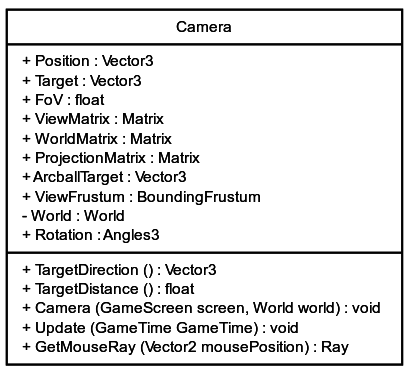 Camera
+ Position : Vector3
+ Target : Vector3
+ FoV : float
+ ViewMatrix : Matrix
+ WorldMatrix : Matrix
+ ProjectionMatrix : Matrix
+ ArcballTarget : Vector3
+ ViewFrustum : BoundingFrustum
- World : World
+ Rotation : Angles3
+ TargetDirection () : Vector3
+ TargetDistance () : float
+ Camera (GameScreen screen, World world) : void
+ Update (GameTime GameTime) : void
+ GetMouseRay (Vector2 mousePosition) : Ray